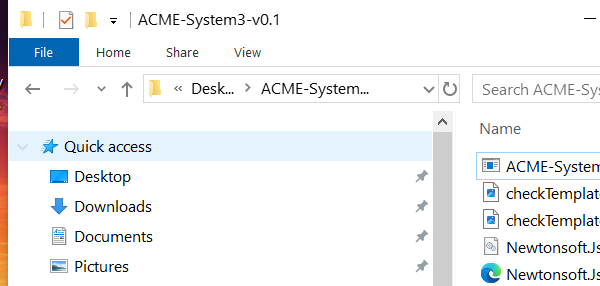 ACME-System3-v0.1
File Home Share View
« Desk... ACME-System... Search ACME-Sy
Name
Quick access
Desktop
Downloads
Documents
Pictures
ACME-System
checkTemplat
checkTemplat
Newtonsoft.Js
Newtonsoft.Js